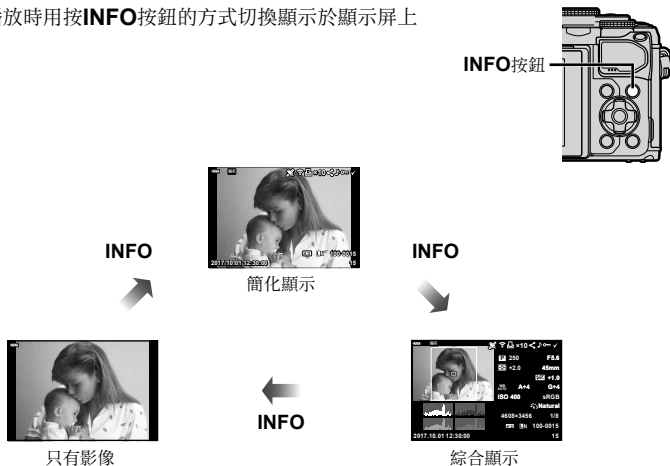 播放時用按INFO按鈕的方式切換顯示於顯示屏上
INFO按鈕
×10
100-0015
2017.10.01 12:30:00 15
簡化顯示
INFO
INFO
×10
P 250 F5.6
+2.0 45mm
+1.0
A+4 G+4
ISO 400 sRGB
Natural
4608×3456 1/8
100-0015
2017.10.01 12:30:00 15
INFO
只有影像
綜合顯示